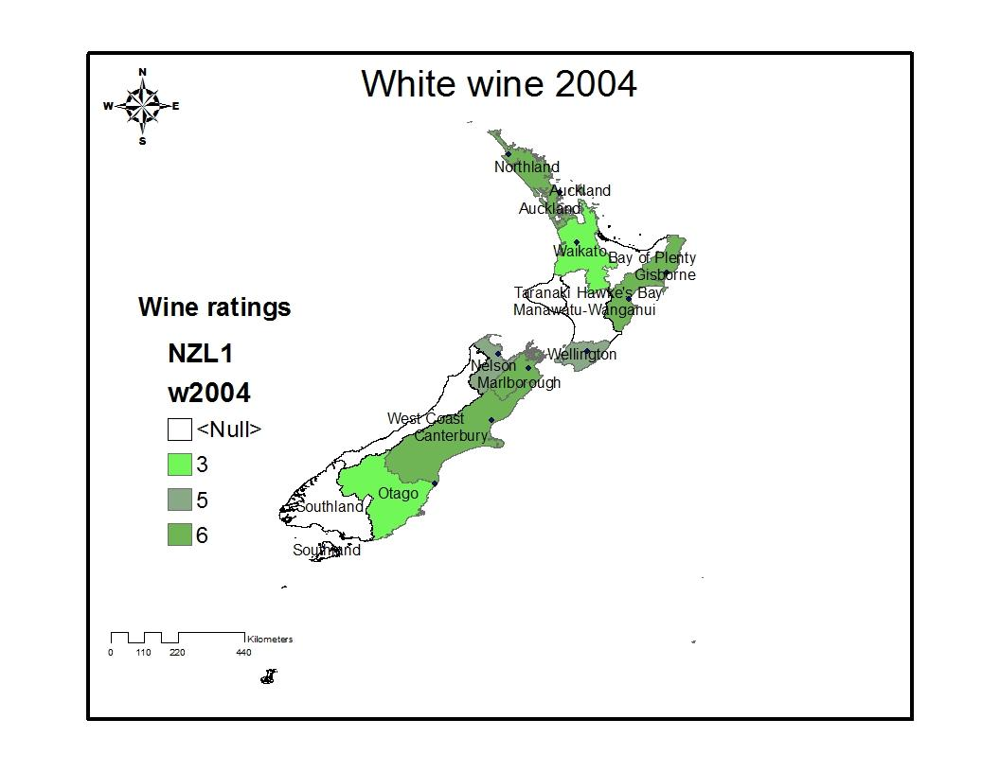 White wine 2004
N
W E
S
Northland
Auckland
Auckland
Waikato
Bay of Plenty
Gisborne
Taranaki Hawke's Bay
Manawatu-Wanganui
Wellington
Nelson
Marlborough
West Coast
Canterbury
Otago
Southland
Southland
Wine ratings
NZL1
w2004
<Null>
3
5
6
Kilometers
0 110 220 440